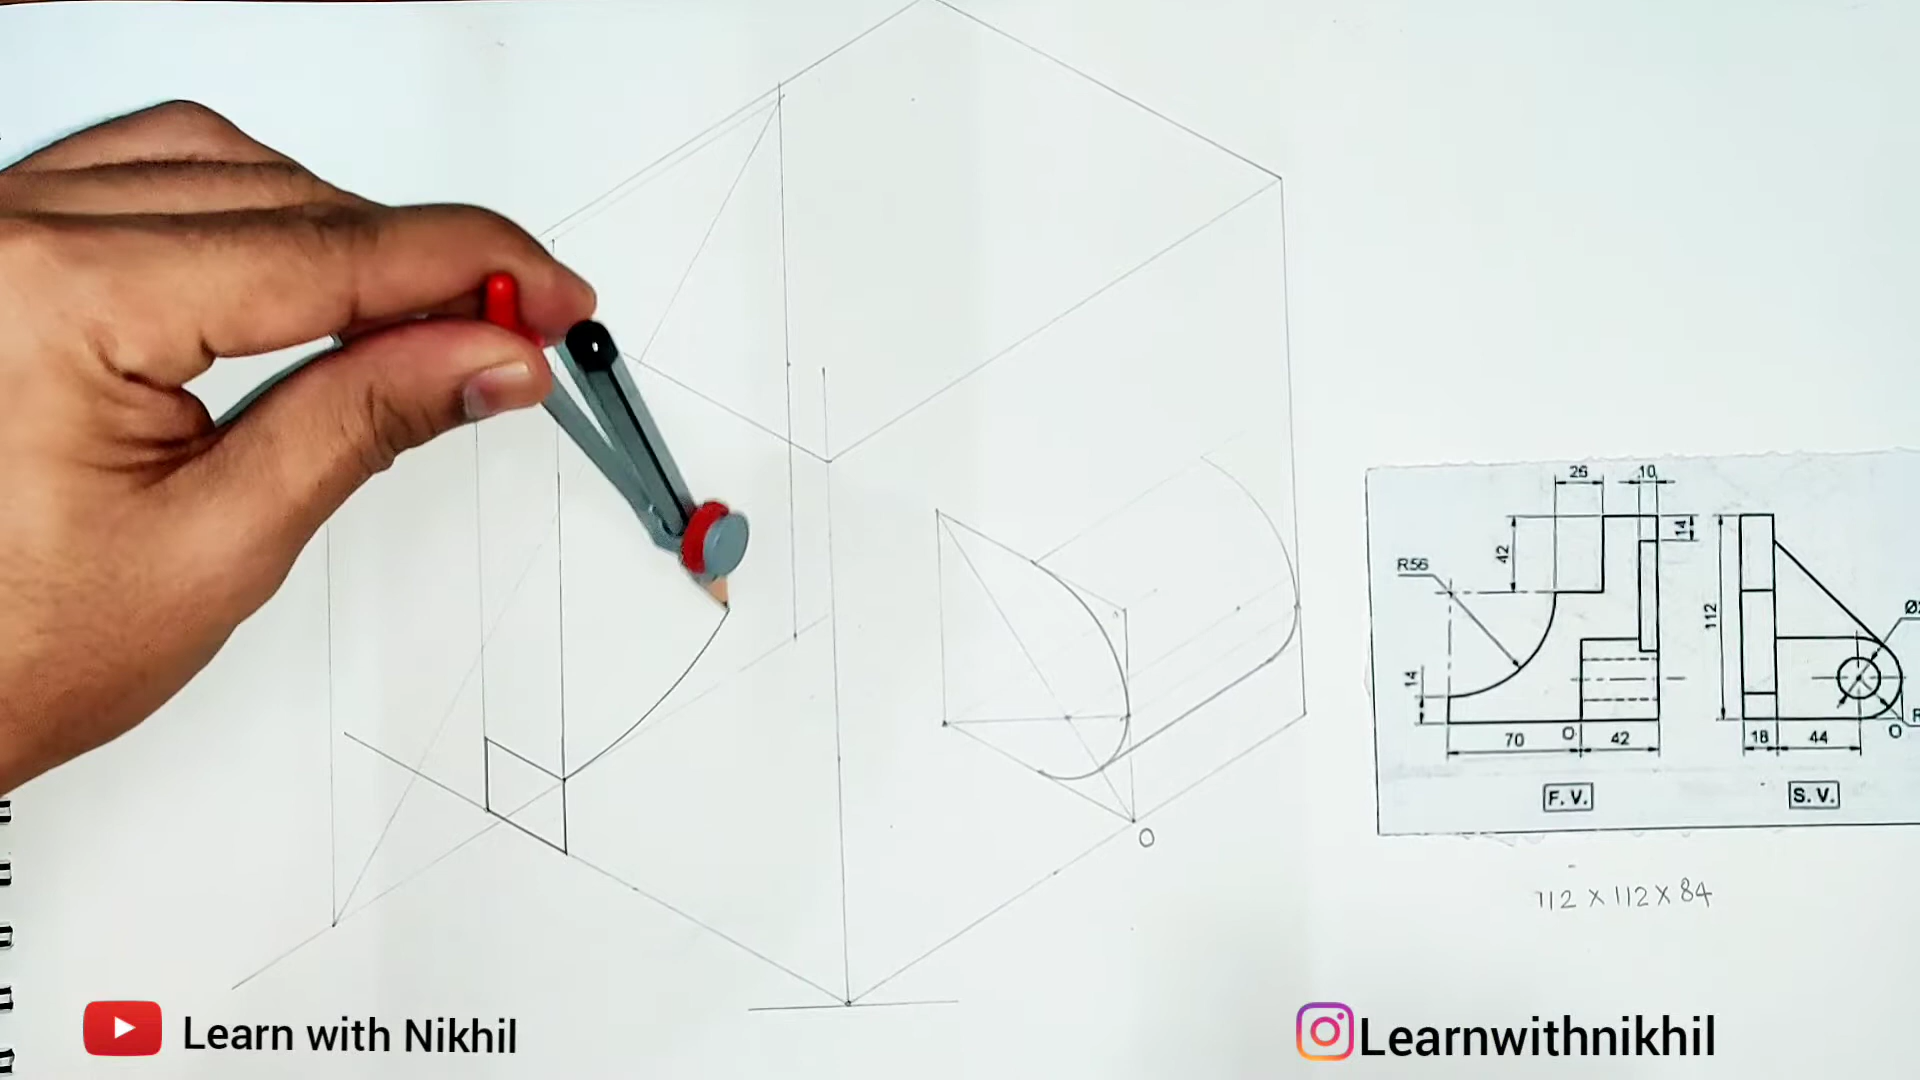 26
10
42
14
R56
112
14
O
70
42
18
44
O
F. V.
S. V.
O
112 X 112 X 84
Learn with Nikhil
Learnwithnikhil